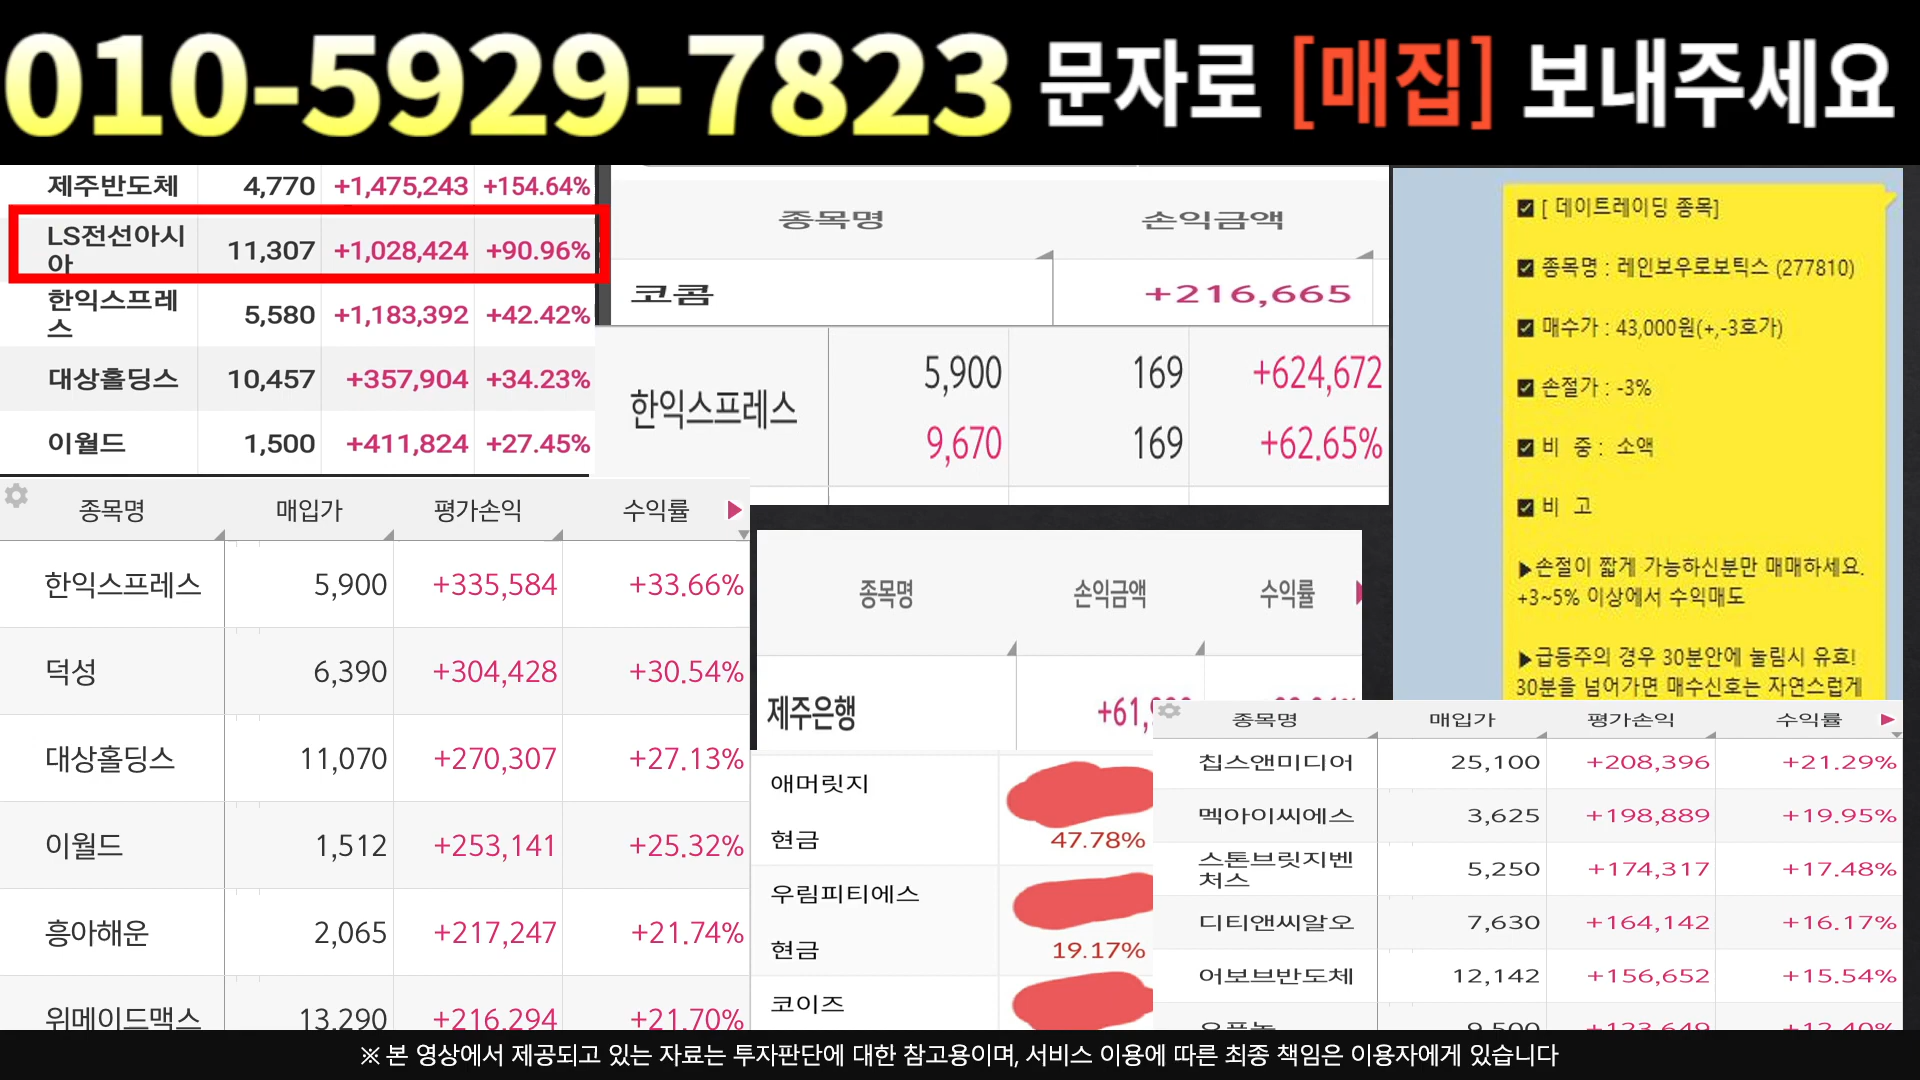 010-5929-7823 문자로 [매집] 보내주세요
제주반도체 4,770 +1,475,243 +154.64%
LS전선아시
아 11,307 +1,028,424 +90.96%
한익스프레
스 5,580 +1,183,392 +42.42%
대상홀딩스 10,457 +357,904 +34.23%
이월드 1,500 +411,824 +27.45%
종목명 손익금액
코콤 +216,665
한익스프레스
5,900 169 +624,672
9,670 169 +62.65%
☑ [ 데이트레이딩 종목]
☑ 종목명 : 레인보우로보틱스 (277810)
☑ 매수가 : 43,000원(+,-3호가)
☑ 손절가 : -3%
☑ 비 중 : 소액
☑ 비 고
▶손절이 짧게 가능하신분만 매매하세요.
+3~5% 이상에서 수익매도
▶급등주의 경우 30분안에 눌림시 유효!
30분을 넘어가면 매수신호는 자연스럽게
종목명 매입가 평가손익 수익률
한익스프레스 5,900 +335,584 +33.66%
덕성 6,390 +304,428 +30.54%
대상홀딩스 11,070 +270,307 +27.13%
이월드 1,512 +253,141 +25.32%
흥아해운 2,065 +217,247 +21.74%
위메이드맥스 13,290 +216,294 +21.70%
종목명 손익금액 수익률
제주은행
애머릿지
현금 47.78%
우림피티에스
현금 19.17%
코이즈
종목명 매입가 평가손익 수익률
칩스앤미디어 25,100 +208,396 +21.29%
멕아이씨에스 3,625 +198,889 +19.95%
스톤브릿지벤
처스 5,250 +174,317 +17.48%
디티앤씨알오 7,630 +164,142 +16.17%
어보브반도체 12,142 +156,652 +15.54%
※ 본 영상에서 제공되고 있는 자료는 투자판단에 대한 참고용이며, 서비스 이용에 따른 최종 책임은 이용자에게 있습니다